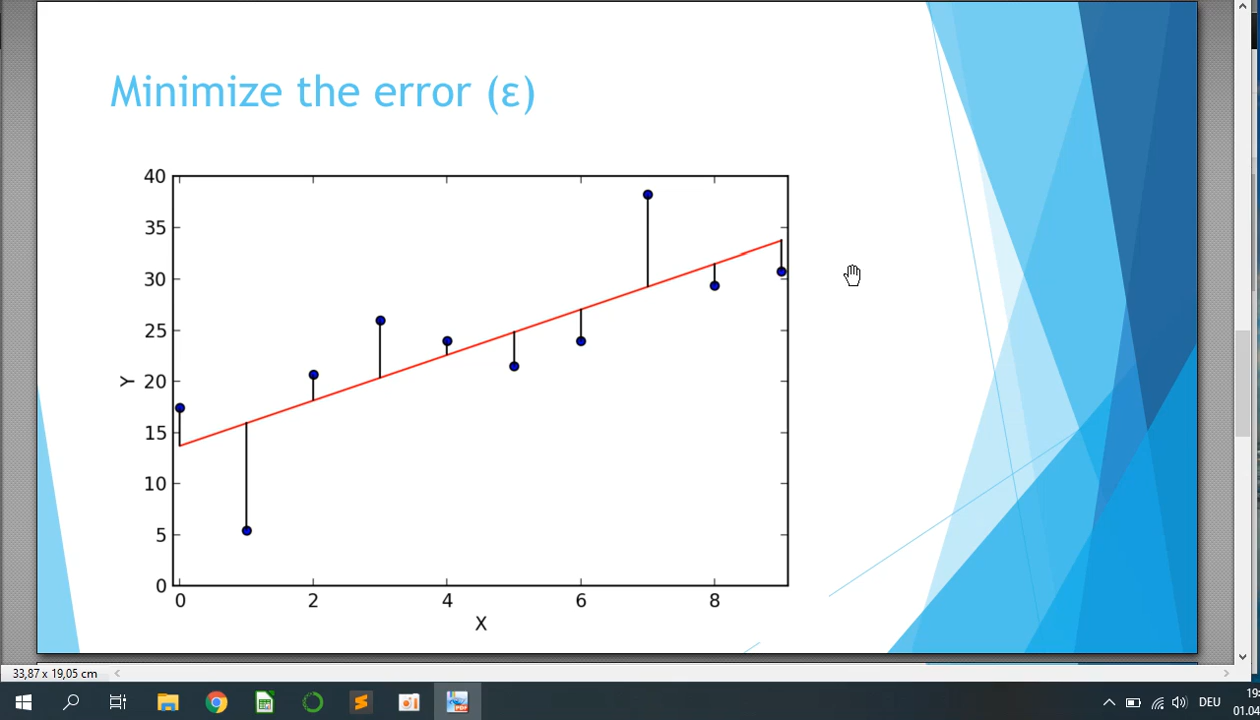 Minimize the error (ε)
40
35
30
25
20
15
10
5
0
Y
0 2 4 6 8
X
33,87 x 19,05 cm
DEU
01.04